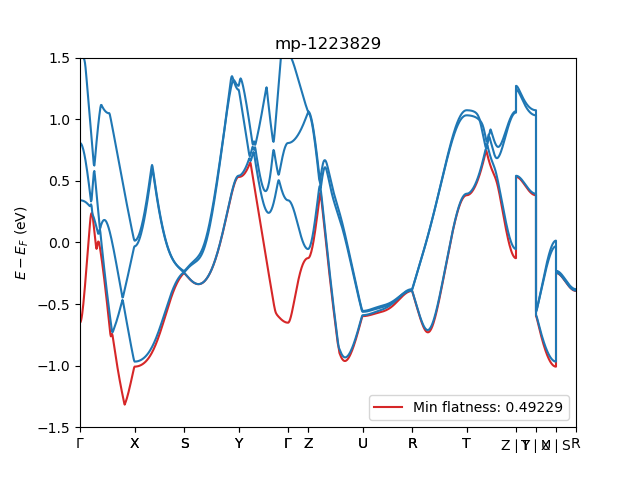 mp-1223829
1.5
1.0
0.5
0.0
−0.5
−1.0
−1.5
E − E_F (eV)
Γ X S Y Γ Z U R T Z | T Y | U X | S R
Min flatness: 0.49229